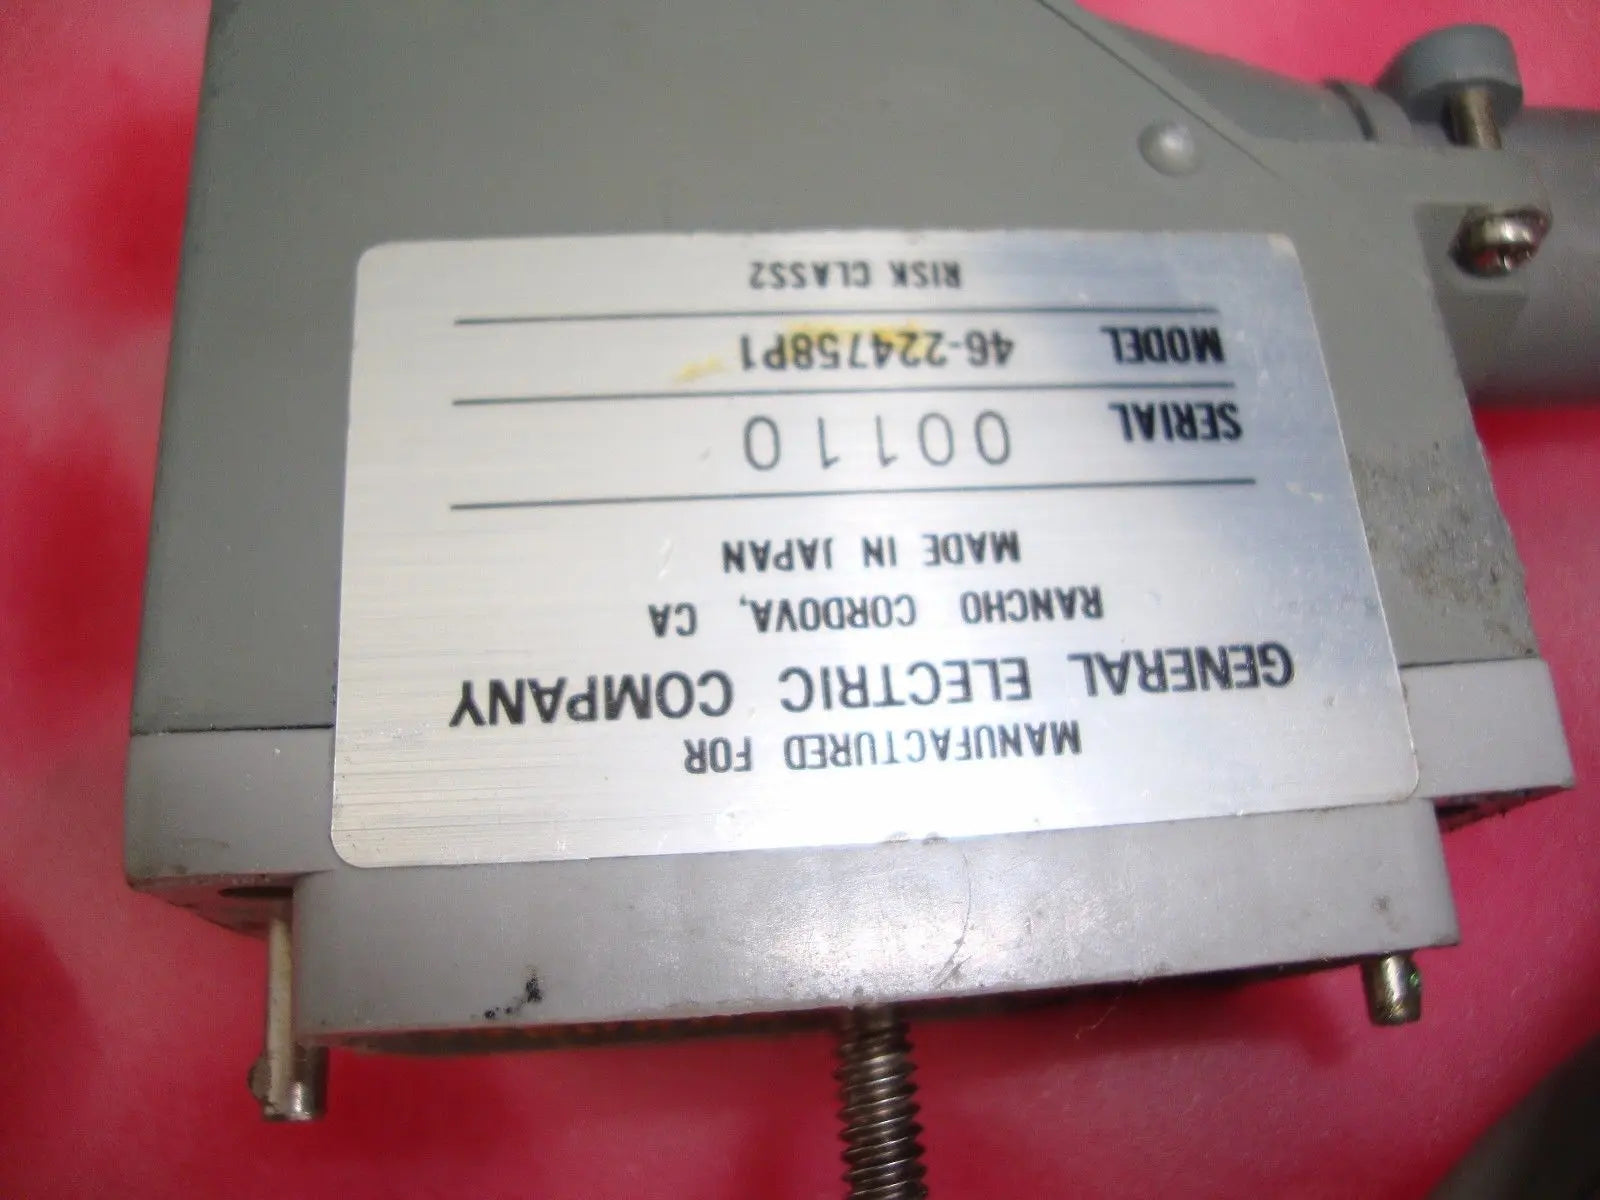 MANUFACTURED FOR
GENERAL ELECTRIC COMPANY
RANCHO CORDOVA, CA
MADE IN JAPAN
SERIAL 00110
MODEL 46-224758P1
RISK CLASS2